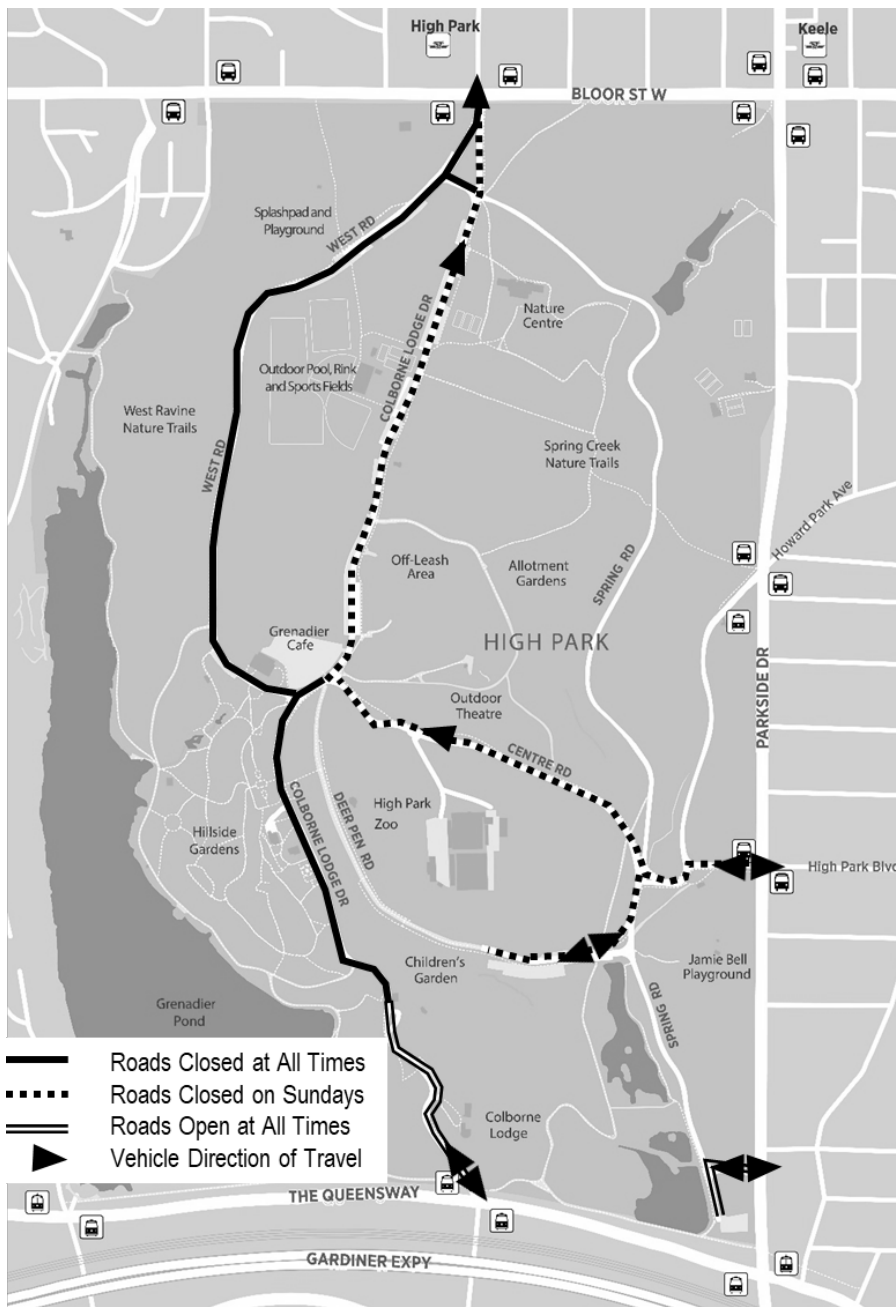 High Park
Keele
BLOOR ST W
Splashpad and
Playground
WEST RD
Nature
Centre
COLBORNE LODGE DR
Outdoor Pool, Rink
and Sports Fields
West Ravine
Nature Trails
WEST RD
Spring Creek
Nature Trails
Howard Park Ave
Off-Leash
Area
Allotment
Gardens
SPRING RD
Grenadier
Cafe
HIGH PARK
PARKSIDE DR
Outdoor
Theatre
CENTRE RD
High Park
Zoo
DEER PEN RD
COLBORNE LODGE DR
Hillside
Gardens
High Park Blvd
Children's
Garden
Jamie Bell
Playground
Grenadier
Pond
SPRING RD
Roads Closed at All Times
Roads Closed on Sundays
Roads Open at All Times
Vehicle Direction of Travel
Colborne
Lodge
THE QUEENSWAY
GARDINER EXPY